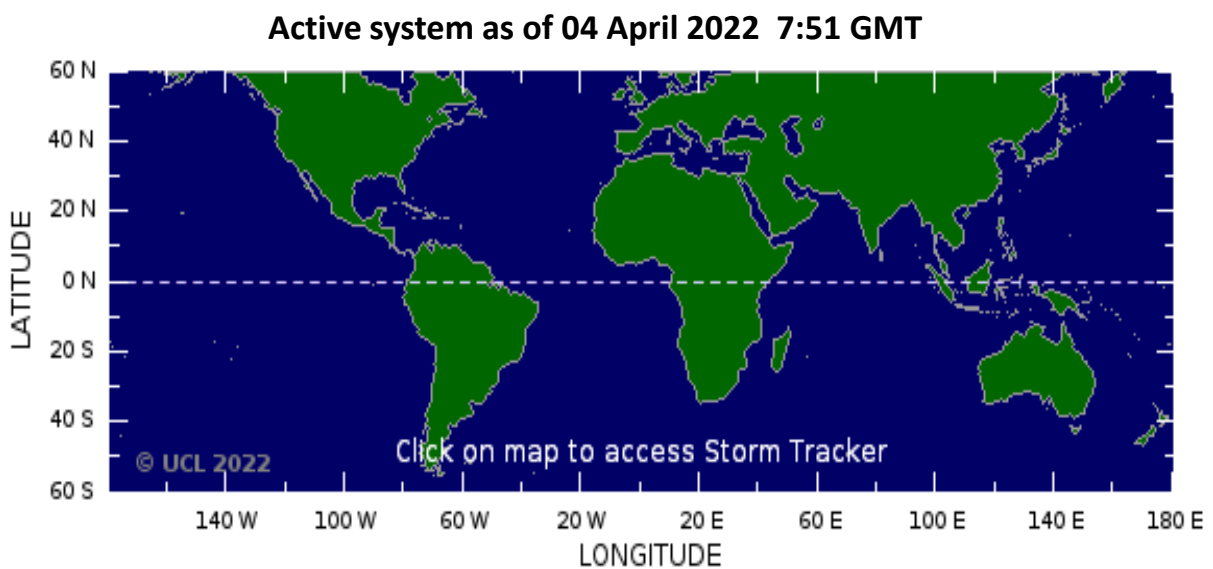 Active system as of 04 April 2022 7:51 GMT
60 N
40 N
20 N
0 N
20 S
40 S
60 S
LATITUDE
Click on map to access Storm Tracker
© UCL 2022
140 W 100 W 60 W 20 W 20 E 60 E 100 E 140 E 180 E
LONGITUDE